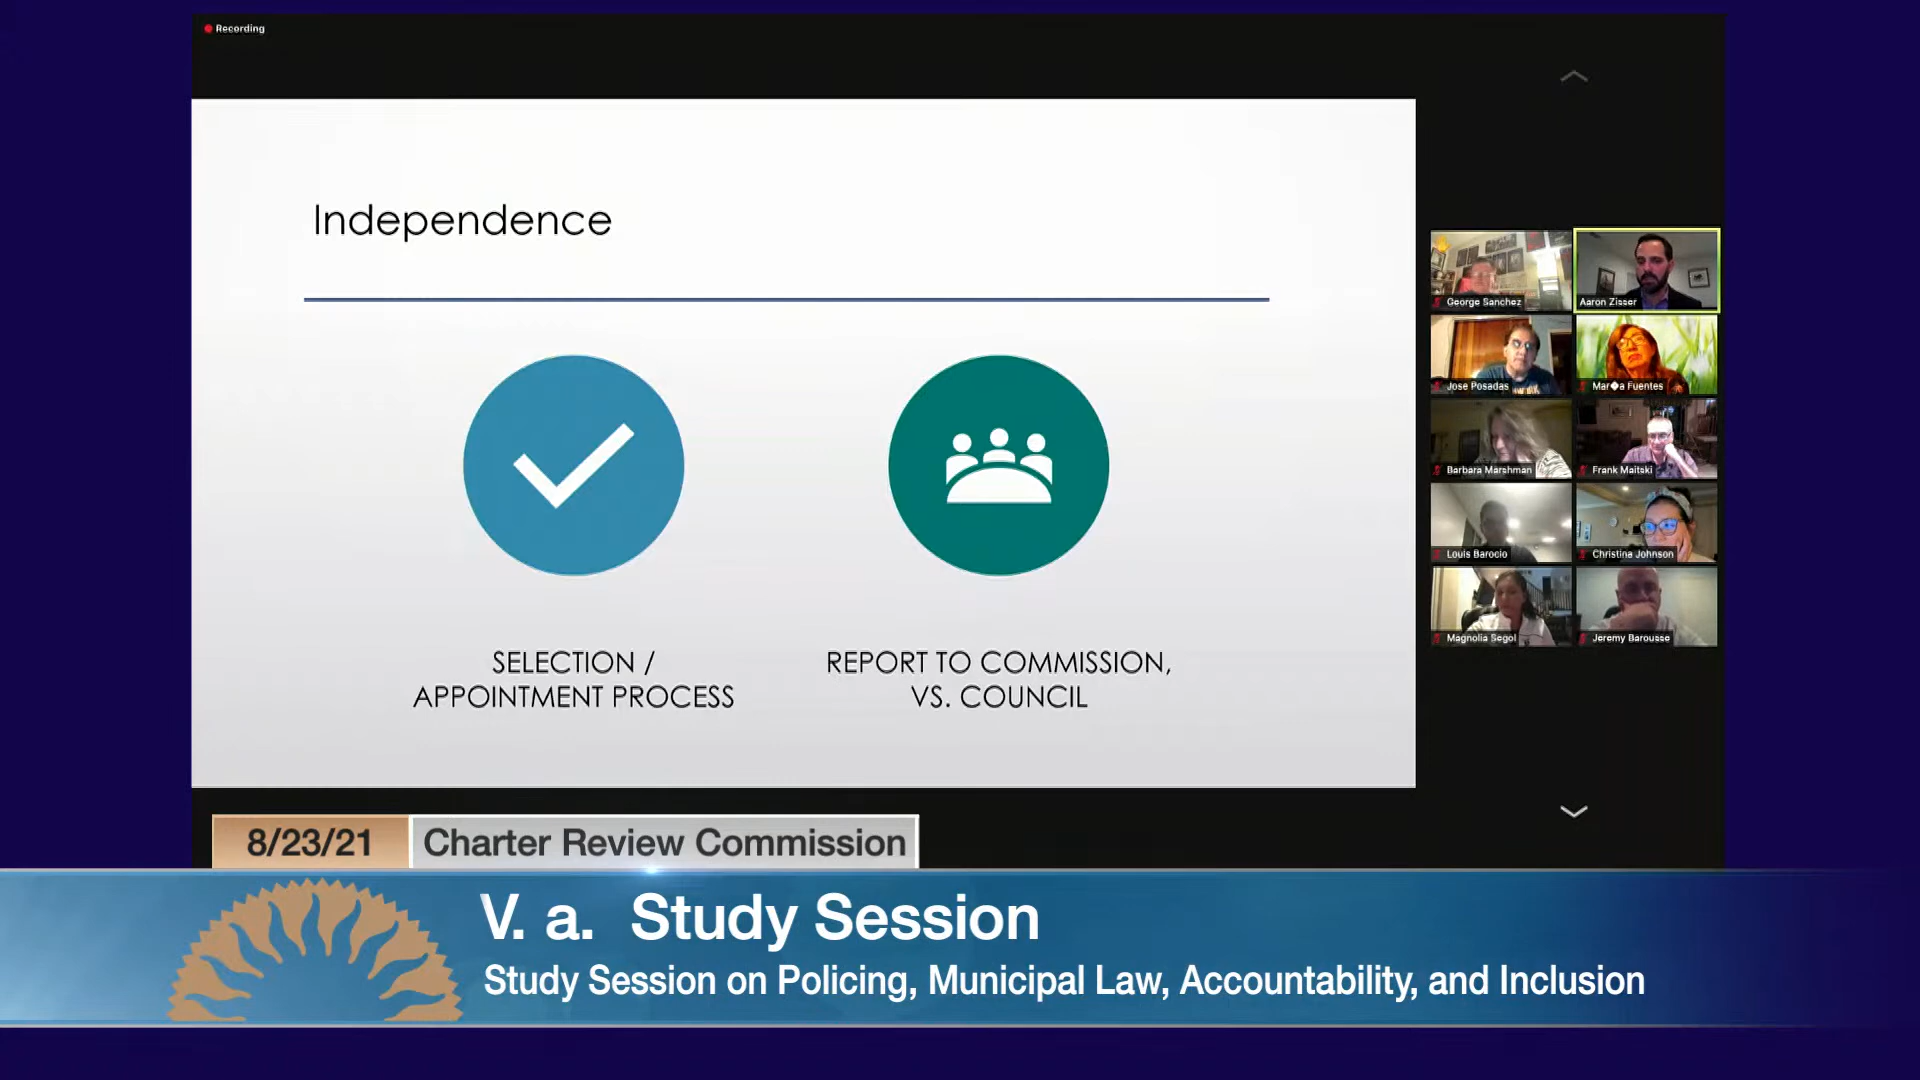 Recording
Independence
SELECTION /
APPOINTMENT PROCESS
REPORT TO COMMISSION,
VS. COUNCIL
George Sanchez
Aaron Zisser
Jose Posadas
Mar�a Fuentes
Barbara Marshman
Frank Maitski
Louis Barocio
Christina Johnson
Magnolia Segol
Jeremy Barousse
8/23/21
Charter Review Commission
V. a. Study Session
Study Session on Policing, Municipal Law, Accountability, and Inclusion